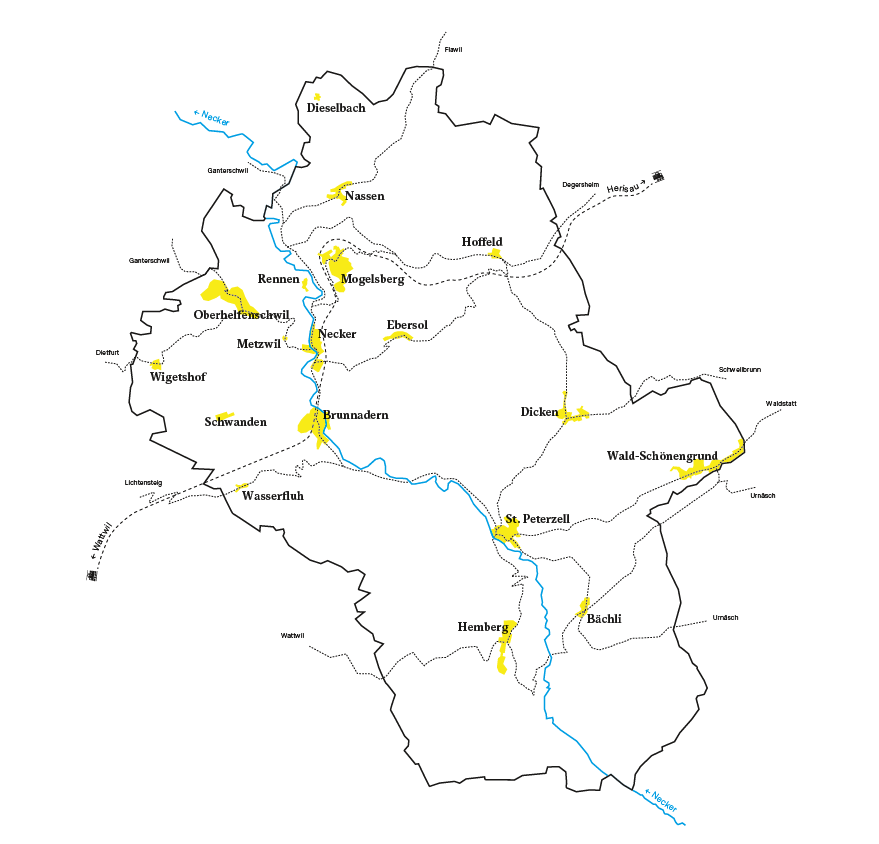 Flawil
Dieselbach
← Necker
Ganterschwil
Degersheim
Herisau →
Nassen
Hoffeld
Ganterschwil
Rennen
Mogelsberg
Oberhelfenschwil
Ebersol
Necker
Metzwil
Dietfurt
Schwellbrunn
Wigetshof
Waldstatt
Dicken
Brunnadern
Schwanden
Wald-Schönengrund
Lichtensteig
Wasserfluh
Urnäsch
St. Peterzell
← Wattwil
Bächli
Urnäsch
Hemberg
Wattwil
← Necker